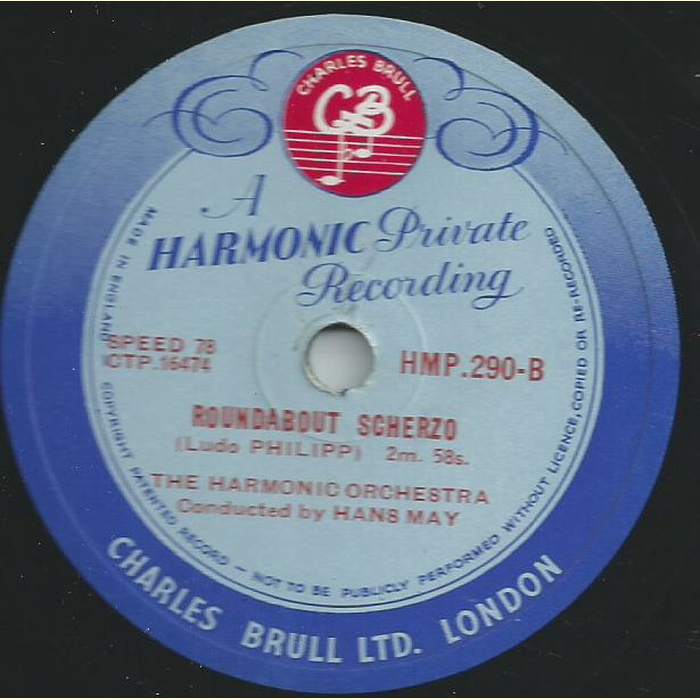 CHARLES BRULL
CB
A
HARMONIC Private
Recording
MADE IN ENGLAND
SPEED 78
CTP.16474
HMP.290-B
ROUNDABOUT SCHERZO
(Ludo PHILIPP) 2m. 58s.
THE HARMONIC ORCHESTRA
Conducted by HANS MAY
COPYRIGHT PATENTED RECORD — NOT TO BE PUBLICLY PERFORMED WITHOUT LICENCE, COPIED OR RE-RECORDED
CHARLES BRULL LTD. LONDON